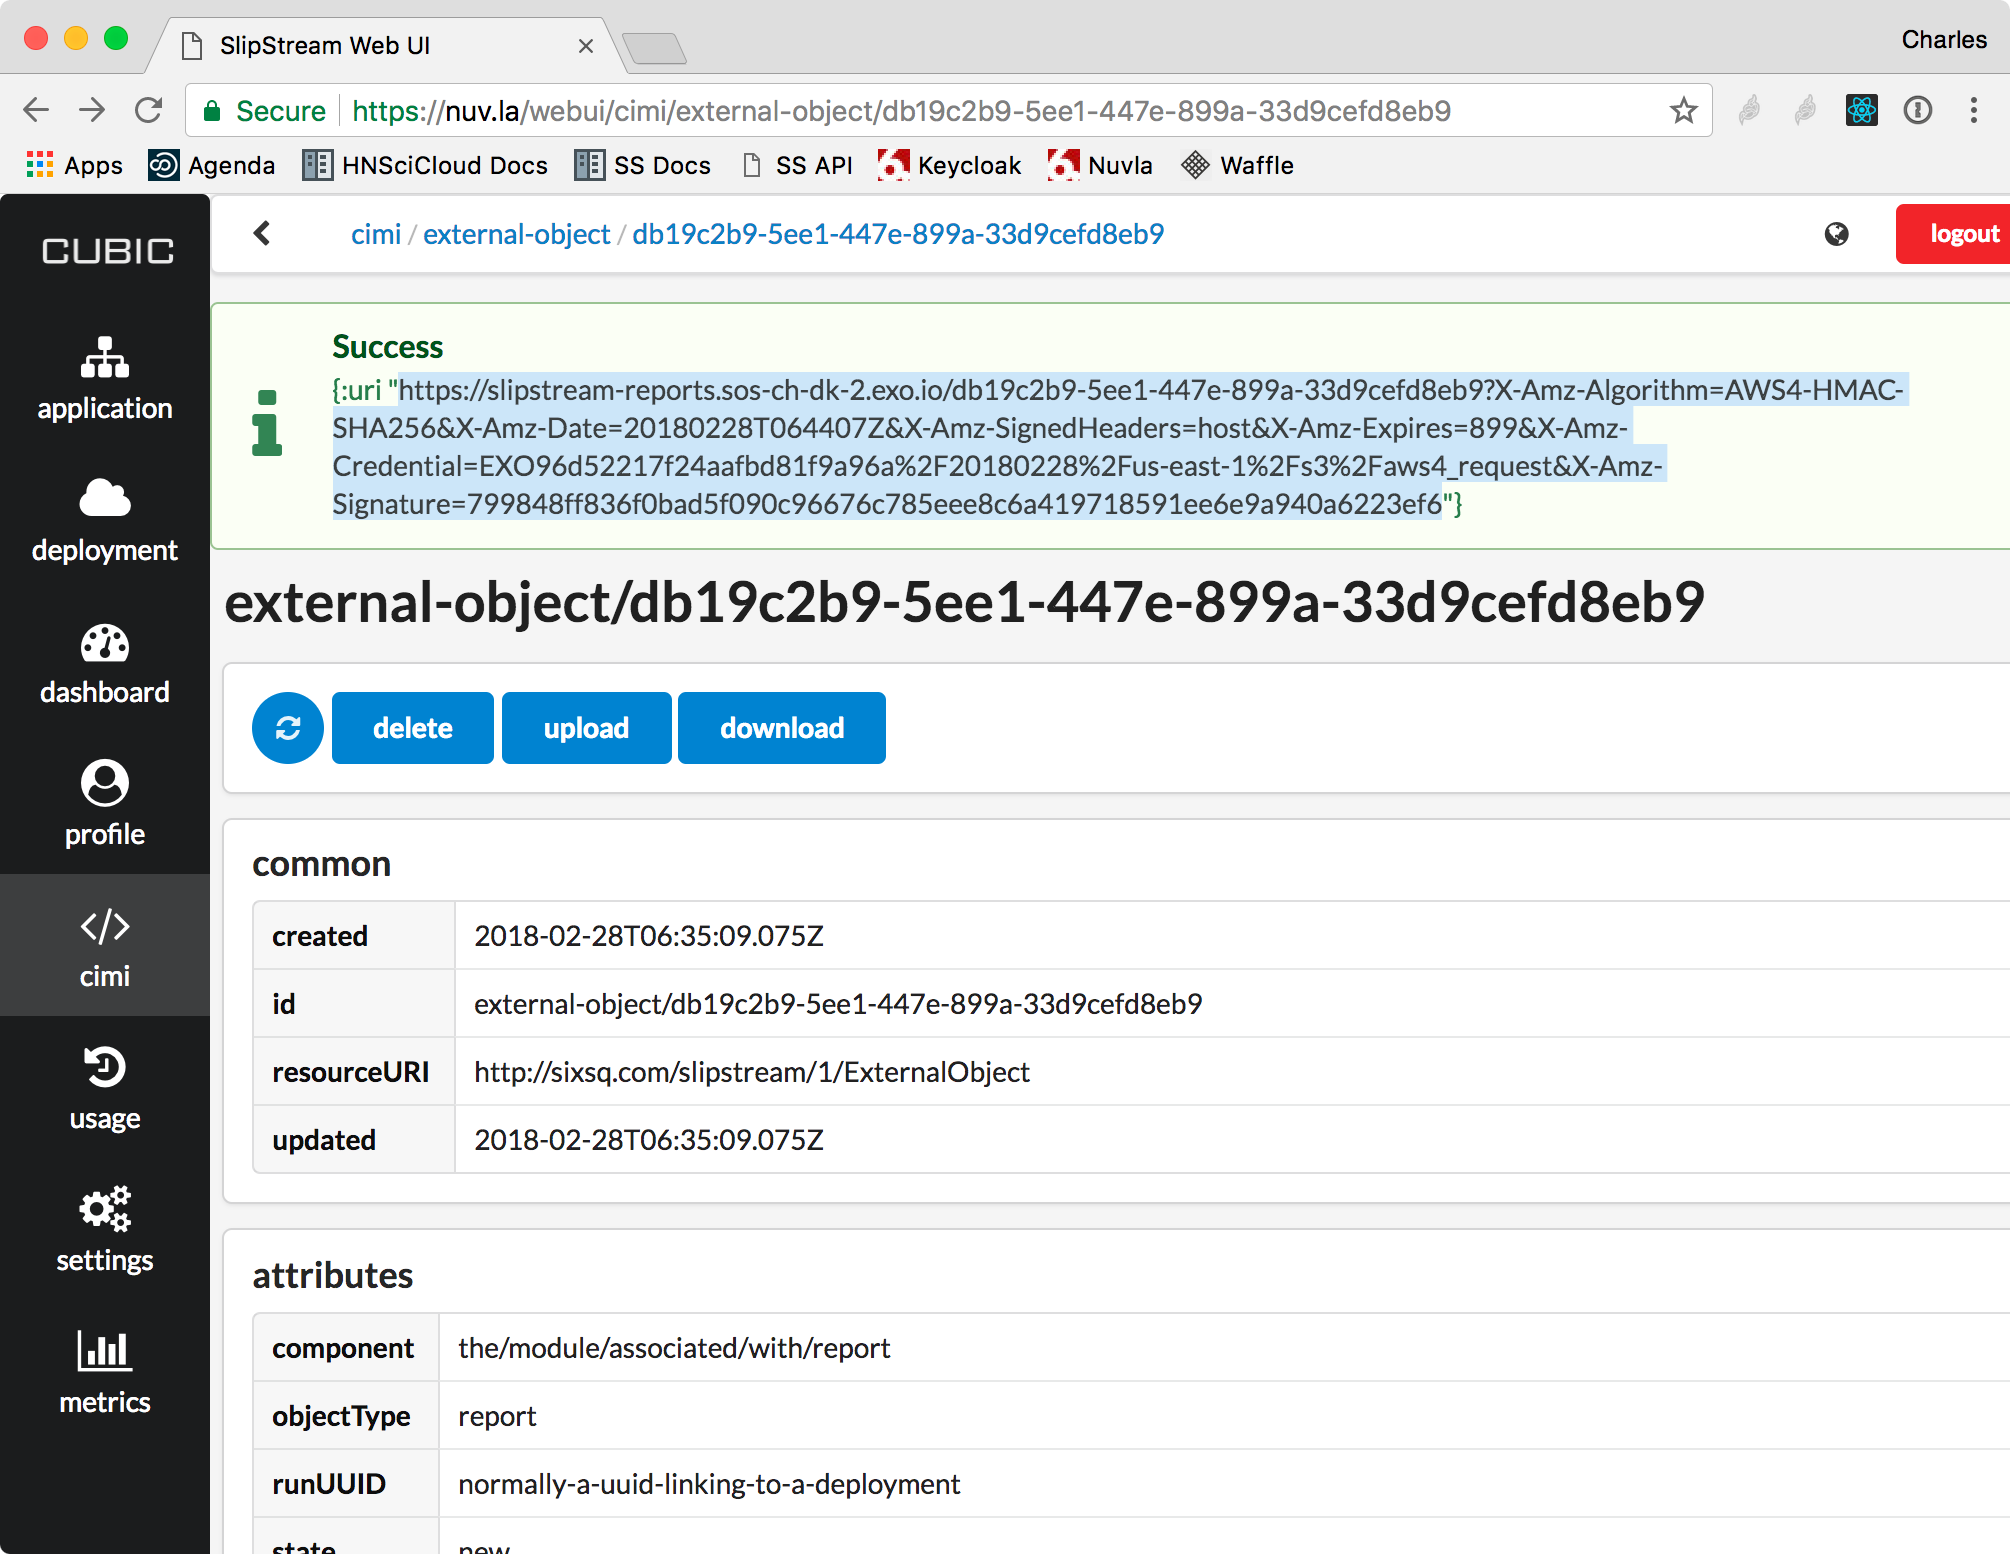 SlipStream Web UI
Charles
Secure https://nuv.la/webui/cimi/external-object/db19c2b9-5ee1-447e-899a-33d9cefd8eb9
Apps Agenda HNSciCloud Docs SS Docs SS API Keycloak Nuvla Waffle
CUBIC
application
deployment
dashboard
profile
cimi
usage
settings
metrics
cimi / external-object / db19c2b9-5ee1-447e-899a-33d9cefd8eb9
logout
Success
{:uri "https://slipstream-reports.sos-ch-dk-2.exo.io/db19c2b9-5ee1-447e-899a-33d9cefd8eb9?X-Amz-Algorithm=AWS4-HMAC-
SHA256&X-Amz-Date=20180228T064407Z&X-Amz-SignedHeaders=host&X-Amz-Expires=899&X-Amz-
Credential=EXO96d52217f24aafbd81f9a96a%2F20180228%2Fus-east-1%2Fs3%2Faws4_request&X-Amz-
Signature=799848ff836f0bad5f090c96676c785eee8c6a419718591ee6e9a940a6223ef6"}
external-object/db19c2b9-5ee1-447e-899a-33d9cefd8eb9
delete upload download
common
created 2018-02-28T06:35:09.075Z
id external-object/db19c2b9-5ee1-447e-899a-33d9cefd8eb9
resourceURI http://sixsq.com/slipstream/1/ExternalObject
updated 2018-02-28T06:35:09.075Z
attributes
component the/module/associated/with/report
objectType report
runUUID normally-a-uuid-linking-to-a-deployment
state new